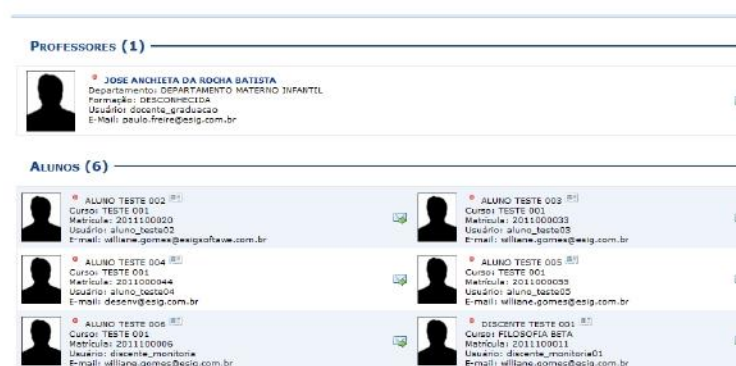 PROFESSORES (1)
JOSE ANCHIETA DA ROCHA BATISTA
Departamento: DEPARTAMENTO MATERNO INFANTIL
Formação: DESCONHECIDA
Usuário: docente_graduacao
E-Mail: paulo.freire@esig.com.br
ALUNOS (6)
ALUNO TESTE 002
Curso: TESTE 001
Matrícula: 2011100020
Usuário: aluno_teste02
E-mail: williane.gomes@esigsoftawe.com.br
ALUNO TESTE 003
Curso: TESTE 001
Matrícula: 2011000033
Usuário: aluno_teste03
E-mail: williane.gomes@esig.com.br
ALUNO TESTE 004
Curso: TESTE 001
Matrícula: 2011000044
Usuário: aluno_teste04
E-mail: desenv@esig.com.br
ALUNO TESTE 005
Curso: TESTE 001
Matrícula: 2011000055
Usuário: aluno_teste05
E-mail: williane.gomes@esig.com.br
ALUNO TESTE 006
Curso: TESTE 001
Matrícula: 2011100006
Usuário: discente_monitoria
E-mail: williane.gomes@esig.com.br
DISCENTE TESTE 001
Curso: FILOSOFIA BETA
Matrícula: 2011100011
Usuário: discente_monitoria01
E-mail: williane.gomes@esig.com.br